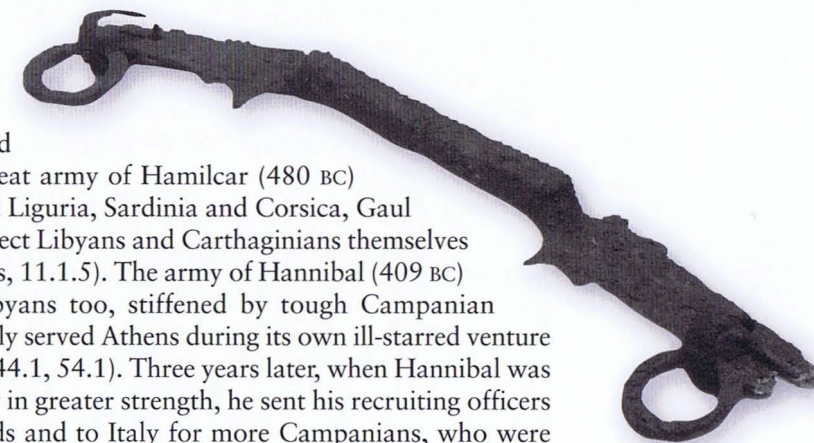 d
eat army of Hamilcar (480 BC)
Liguria, Sardinia and Corsica, Gaul
ect Libyans and Carthaginians themselves
s, 11.1.5). The army of Hannibal (409 BC)
byans too, stiffened by tough Campanian
ly served Athens during its own ill-starred venture
44.1, 54.1). Three years later, when Hannibal was
in greater strength, he sent his recruiting officers
ds and to Italy for more Campanians, who were